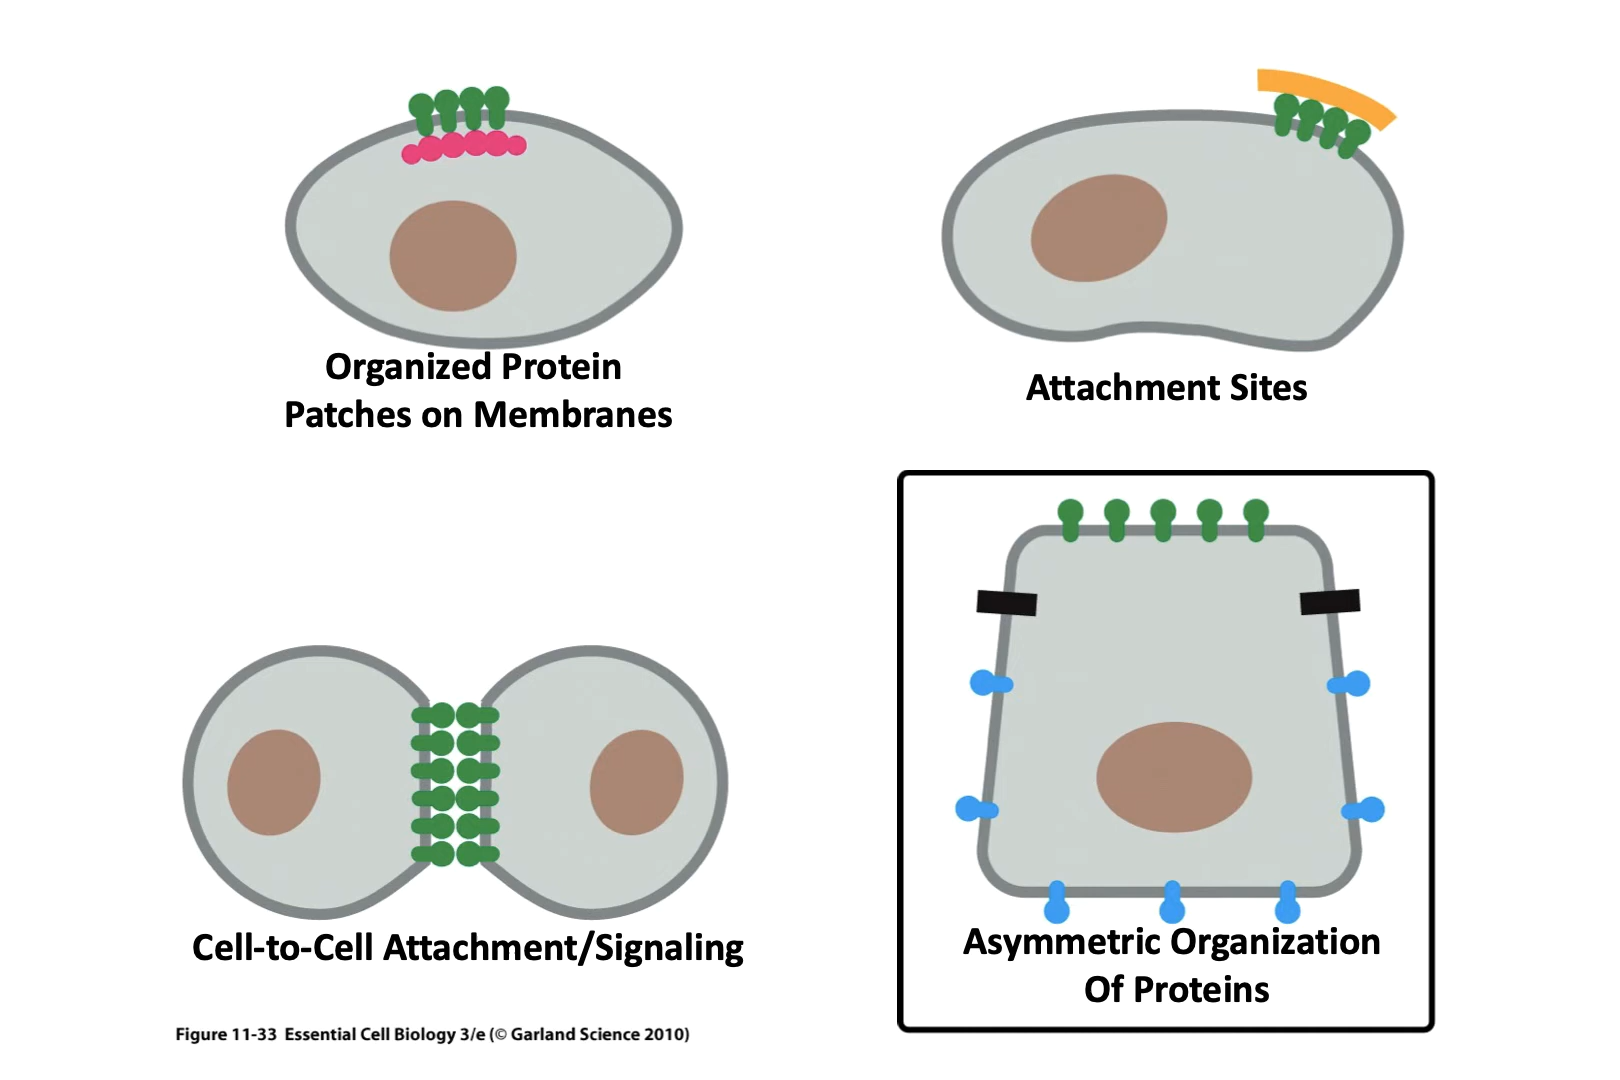 Organized Protein
Patches on Membranes
Attachment Sites
Cell-to-Cell Attachment/Signaling
Asymmetric Organization
Of Proteins
Figure 11-33 Essential Cell Biology 3/e (© Garland Science 2010)